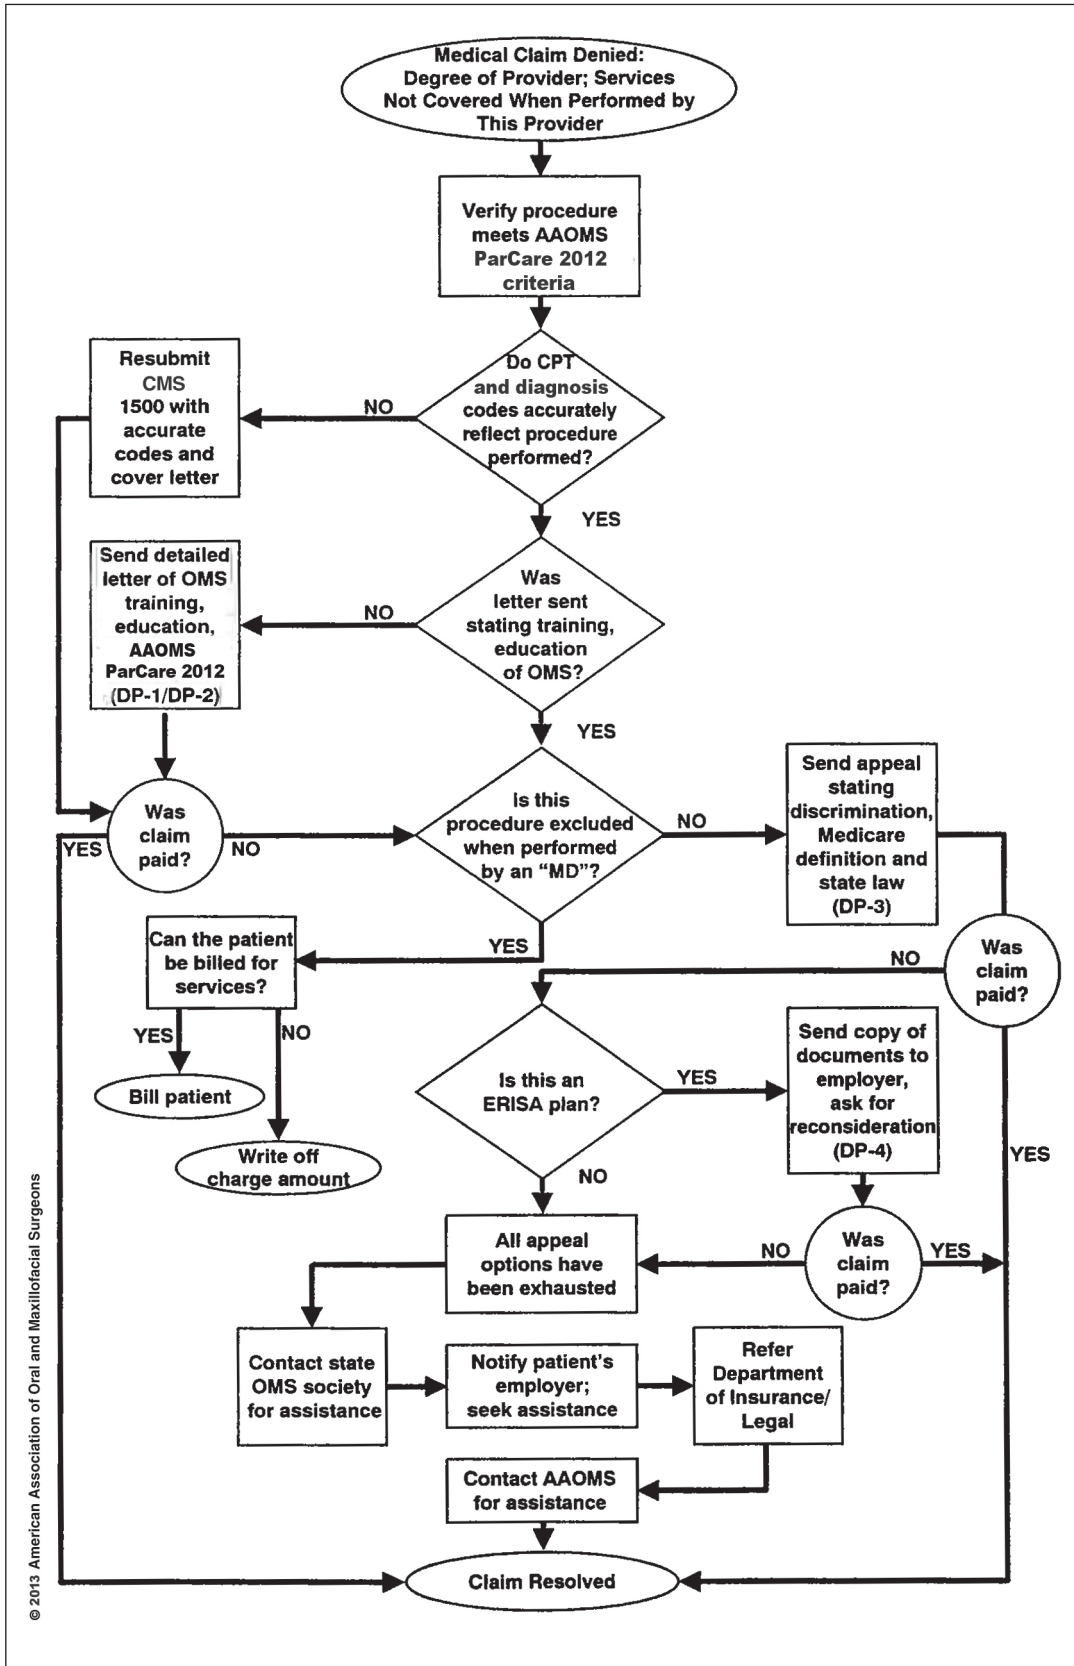 Medical Claim Denied:
Degree of Provider; Services
Not Covered When Performed by
This Provider
Verify procedure
meets AAOMS
ParCare 2012
criteria
Do CPT
and diagnosis
codes accurately
reflect procedure
performed?
NO
Resubmit
CMS
1500 with
accurate
codes and
cover letter
YES
Was
letter sent
stating training,
education
of OMS?
NO
Send detailed
letter of OMS
training,
education,
AAOMS
ParCare 2012
(DP-1/DP-2)
YES
Was
claim
paid?
YES
NO
Is this
procedure excluded
when performed
by an “MD”?
NO
Send appeal
stating
discrimination,
Medicare
definition and
state law
(DP-3)
YES
Can the patient
be billed for
services?
YES
NO
Bill patient
Write off
charge amount
Was
claim
paid?
NO
YES
Is this an
ERISA plan?
YES
Send copy of
documents to
employer,
ask for
reconsideration
(DP-4)
NO
Was
claim
paid?
NO
YES
All appeal
options have
been exhausted
Contact state
OMS society
for assistance
Notify patient's
employer;
seek assistance
Refer
Department
of Insurance/
Legal
Contact AAOMS
for assistance
Claim Resolved
© 2013 American Association of Oral and Maxillofacial Surgeons